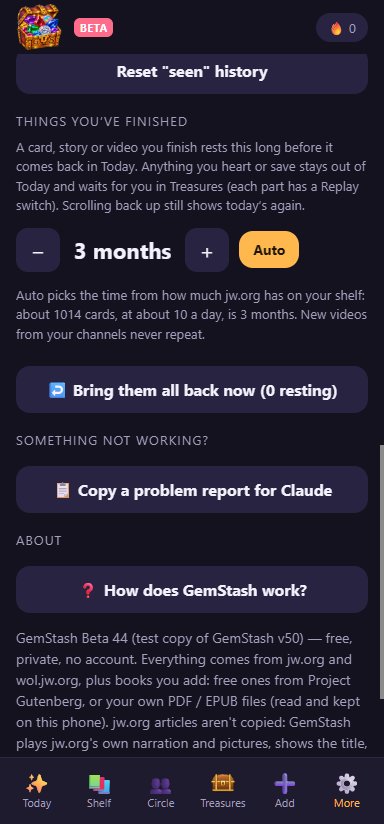 BETA
🔥 0
Reset "seen" history
THINGS YOU'VE FINISHED
A card, story or video you finish rests this long before it
comes back in Today. Anything you heart or save stays out of
Today and waits for you in Treasures (each part has a Replay
switch). Scrolling back up still shows today's again.
– 3 months + Auto
Auto picks the time from how much jw.org has on your shelf:
about 1014 cards, at about 10 a day, is 3 months. New videos
from your channels never repeat.
↩️ Bring them all back now (0 resting)
SOMETHING NOT WORKING?
📋 Copy a problem report for Claude
ABOUT
❓ How does GemStash work?
GemStash Beta 44 (test copy of GemStash v50) — free,
private, no account. Everything comes from jw.org and
wol.jw.org, plus books you add: free ones from Project
Gutenberg, or your own PDF / EPUB files (read and kept
on this phone). jw.org articles aren't copied: GemStash
plays jw.org's own narration and pictures, shows the title,
Today Shelf Circle Treasures Add More